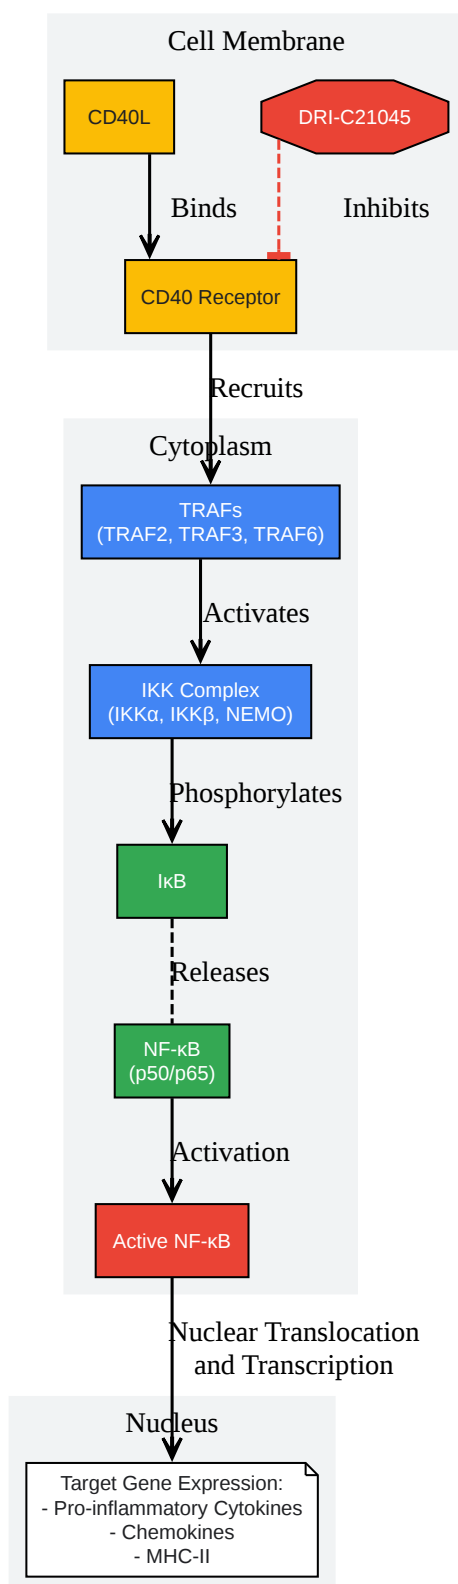 Cell Membrane
CD40L
DRI-C21045
Binds
Inhibits
CD40 Receptor
Recruits
Cytoplasm
TRAFs
(TRAF2, TRAF3, TRAF6)
Activates
IKK Complex
(IKKα, IKKβ, NEMO)
Phosphorylates
IκB
Releases
NF-κB
(p50/p65)
Activation
Active NF-κB
Nuclear Translocation
and Transcription
Nucleus
Target Gene Expression:
- Pro-inflammatory Cytokines
- Chemokines
- MHC-II